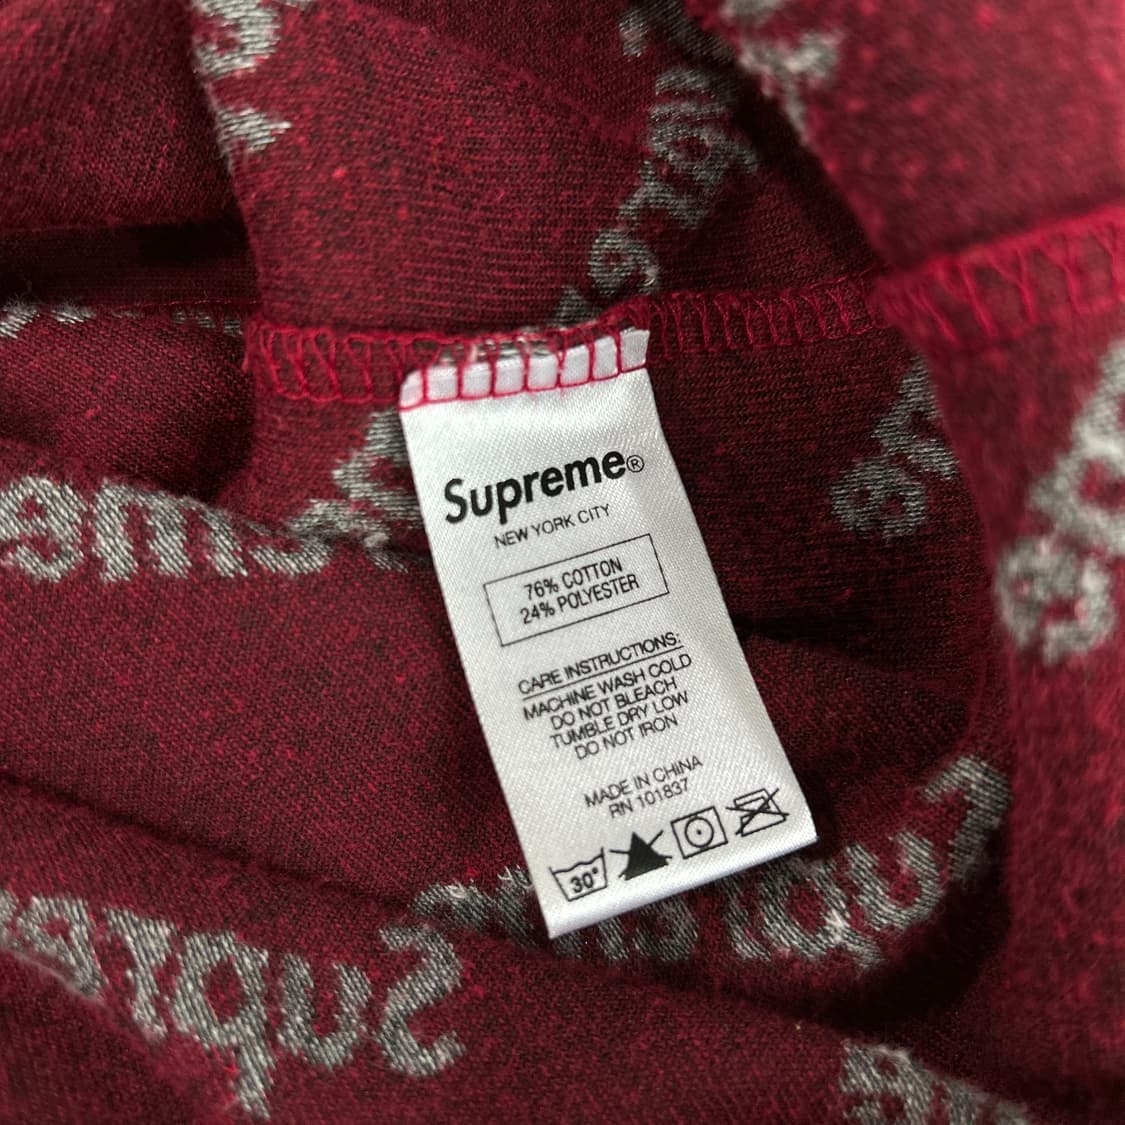 Supreme®
NEW YORK CITY
76% COTTON
24% POLYESTER
CARE INSTRUCTIONS:
MACHINE WASH COLD
DO NOT BLEACH
TUMBLE DRY LOW
DO NOT IRON
MADE IN CHINA
RN 101837
30°
Supreme